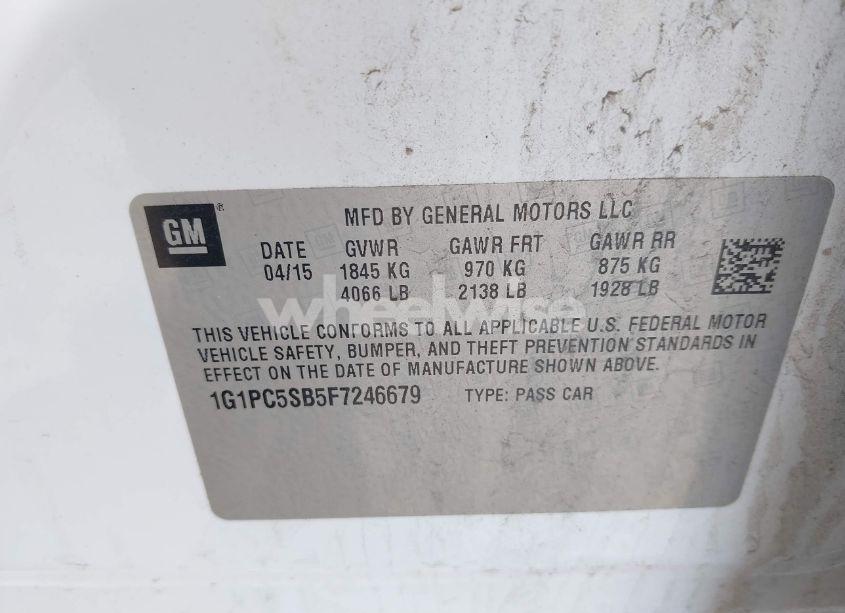 GM ®
MFD BY GENERAL MOTORS LLC
DATE GVWR GAWR FRT GAWR RR
04/15 1845 KG 970 KG 875 KG
4066 LB 2138 LB 1928 LB
wheelwise
THIS VEHICLE CONFORMS TO ALL APPLICABLE U.S. FEDERAL MOTOR
VEHICLE SAFETY, BUMPER, AND THEFT PREVENTION STANDARDS IN
EFFECT ON THE DATE OF MANUFACTURE SHOWN ABOVE.
1G1PC5SB5F7246679 TYPE: PASS CAR